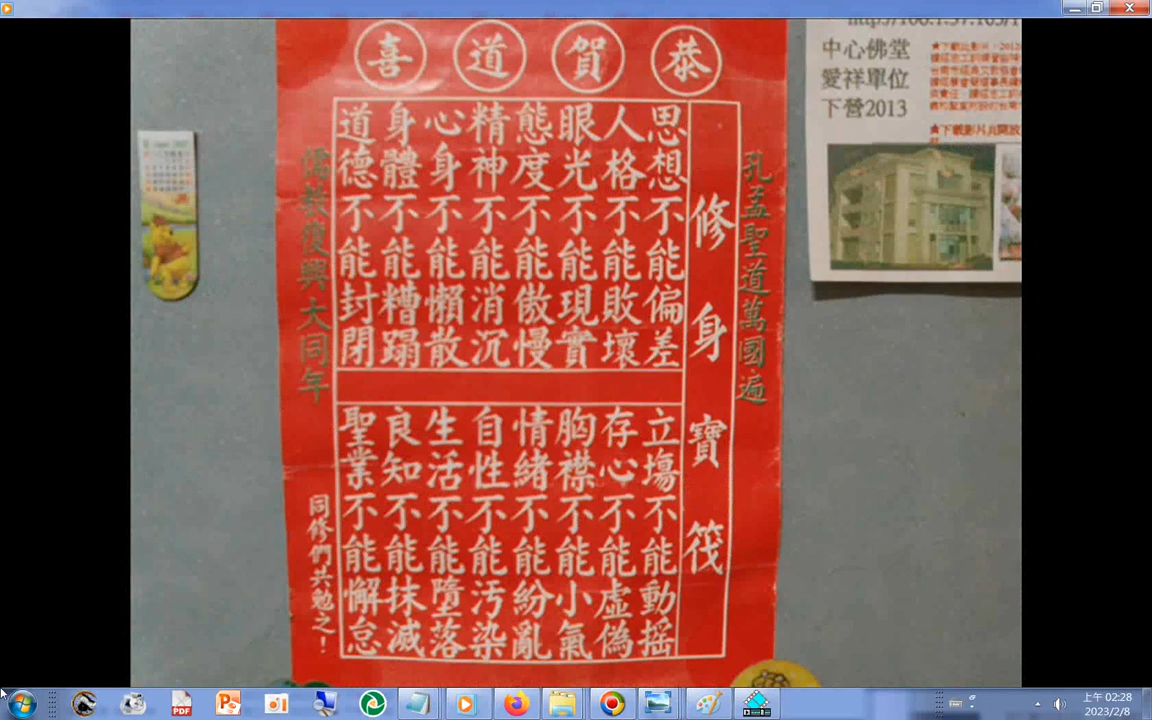 恭賀道喜
孔孟聖道萬國遍
修身寶筏
思想不能偏差
人格不能敗壞
眼光不能現實
態度不能傲慢
精神不能消沉
心身不能懶散
身體不能糟蹋
道德不能封閉
立場不能動搖
存心不能虛偽
胸襟不能小氣
情緒不能紛亂
自性不能污染
生活不能墮落
良知不能抹滅
聖業不能懈怠
儒教復興大同年
同修們共勉之！
中心佛堂
愛祥單位
下營2013
上午 02:28
2023/2/8